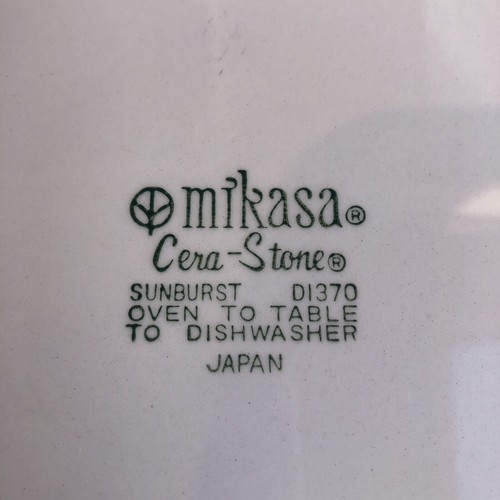 mikasa®
Cera-Stone®
SUNBURST D1370
OVEN TO TABLE
TO DISHWASHER
JAPAN